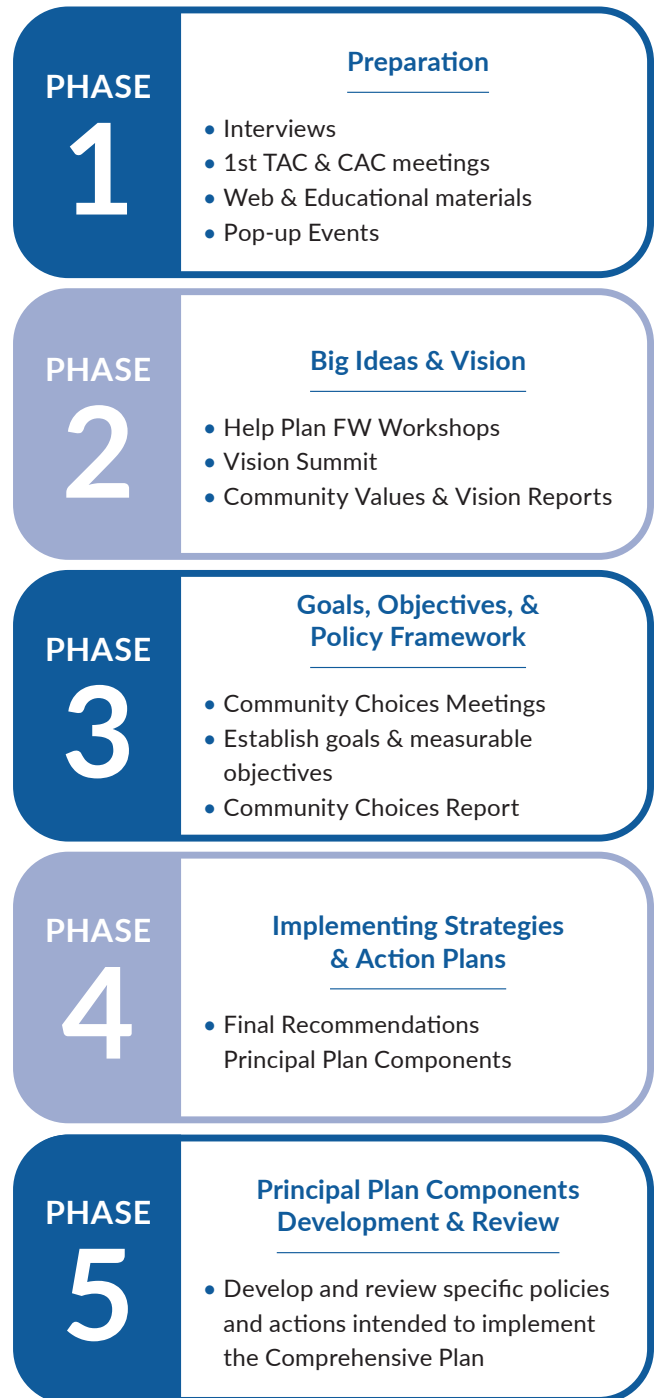 PHASE
1
Preparation
• Interviews
• 1st TAC & CAC meetings
• Web & Educational materials
• Pop-up Events
PHASE
2
Big Ideas & Vision
• Help Plan FW Workshops
• Vision Summit
• Community Values & Vision Reports
PHASE
3
Goals, Objectives, &
Policy Framework
• Community Choices Meetings
• Establish goals & measurable
objectives
• Community Choices Report
PHASE
4
Implementing Strategies
& Action Plans
• Final Recommendations
Principal Plan Components
PHASE
5
Principal Plan Components
Development & Review
• Develop and review specific policies
and actions intended to implement
the Comprehensive Plan